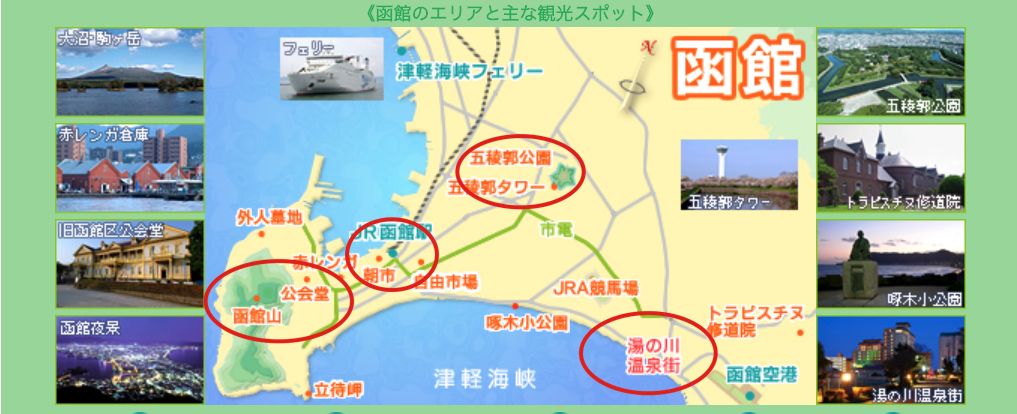 《函館のエリアと主な観光スポット》
大沼・駒ヶ岳
赤レンガ倉庫
旧函館区公会堂
函館夜景
フェリー
津軽海峡フェリー
N
函館
五稜郭公園
五稜郭タワー
五稜郭タワー
市電
外人墓地
JR函館駅
赤レンガ
朝市
自由市場
公会堂
函館山
JRA競馬場
啄木小公園
トラピスチヌ
修道院
湯の川
温泉街
函館空港
津軽海峡
立待岬
五稜郭公園
トラピスチヌ修道院
啄木小公園
湯の川温泉街